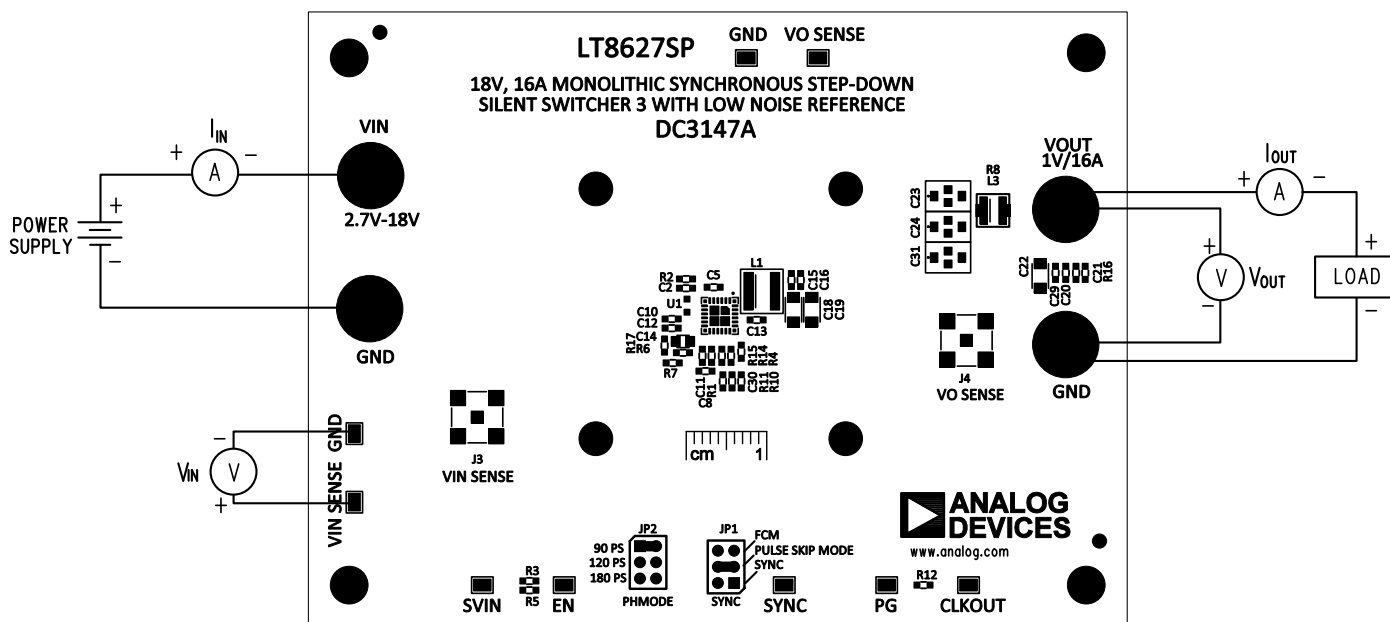 LT8627SP
GND
VO SENSE
18V, 16A MONOLITHIC SYNCHRONOUS STEP-DOWN
SILENT SWITCHER 3 WITH LOW NOISE REFERENCE
DC3147A
POWER
SUPPLY
+
−
IIN
+
A
−
VIN
2.7V-18V
GND
VOUT
1V/16A
IOUT
+
A
−
+
V
−
VOUT
+
LOAD
−
GND
R8
L3
C23
C24
C31
C22
C29
C20
C21
R16
J4
VO SENSE
R2
C2
C5
L1
C15
C16
U1
C18
C19
C10
C12
C13
C14
R17
R6
R7
R15
R14
R4
C11
R1
C8
C30
R11
R10
cm
1
J3
VIN SENSE
VIN
−
V
+
GND
VIN SENSE
ANALOG
DEVICES
www.analog.com
JP2
90 PS
120 PS
180 PS
PHMODE
JP1
FCM
PULSE SKIP MODE
SYNC
SYNC
SVIN
R3
R5
EN
SYNC
PG
R12
CLKOUT